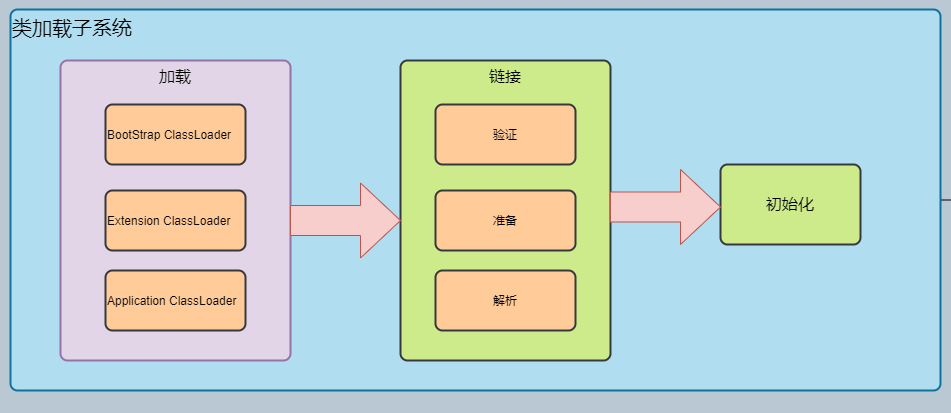 类加载子系统
加载
BootStrap ClassLoader
Extension ClassLoader
Application ClassLoader
链接
验证
准备
解析
初始化